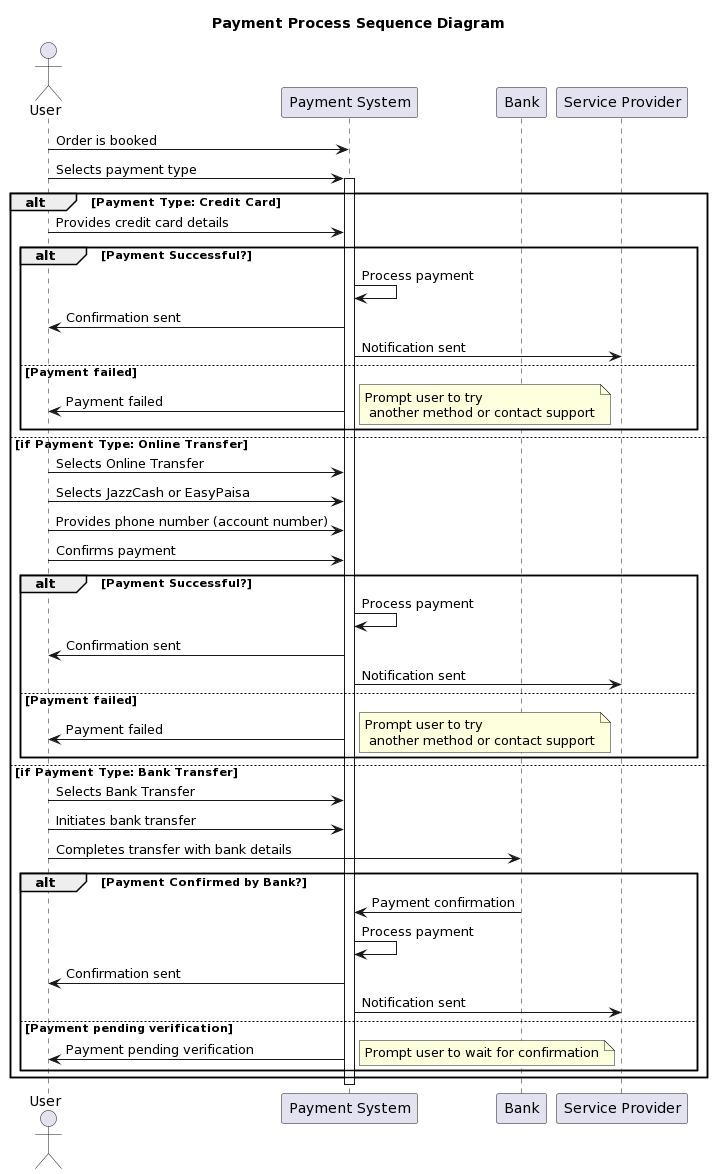 Payment Process Sequence Diagram
User
Payment System
Bank
Service Provider
Order is booked
Selects payment type
alt
[Payment Type: Credit Card]
Provides credit card details
alt
[Payment Successful?]
Process payment
Confirmation sent
Notification sent
[Payment failed]
Payment failed
Prompt user to try
another method or contact support
[if Payment Type: Online Transfer]
Selects Online Transfer
Selects JazzCash or EasyPaisa
Provides phone number (account number)
Confirms payment
alt
[Payment Successful?]
Process payment
Confirmation sent
Notification sent
[Payment failed]
Payment failed
Prompt user to try
another method or contact support
[if Payment Type: Bank Transfer]
Selects Bank Transfer
Initiates bank transfer
Completes transfer with bank details
alt
[Payment Confirmed by Bank?]
Payment confirmation
Process payment
Confirmation sent
Notification sent
[Payment pending verification]
Payment pending verification
Prompt user to wait for confirmation
User
Payment System
Bank
Service Provider